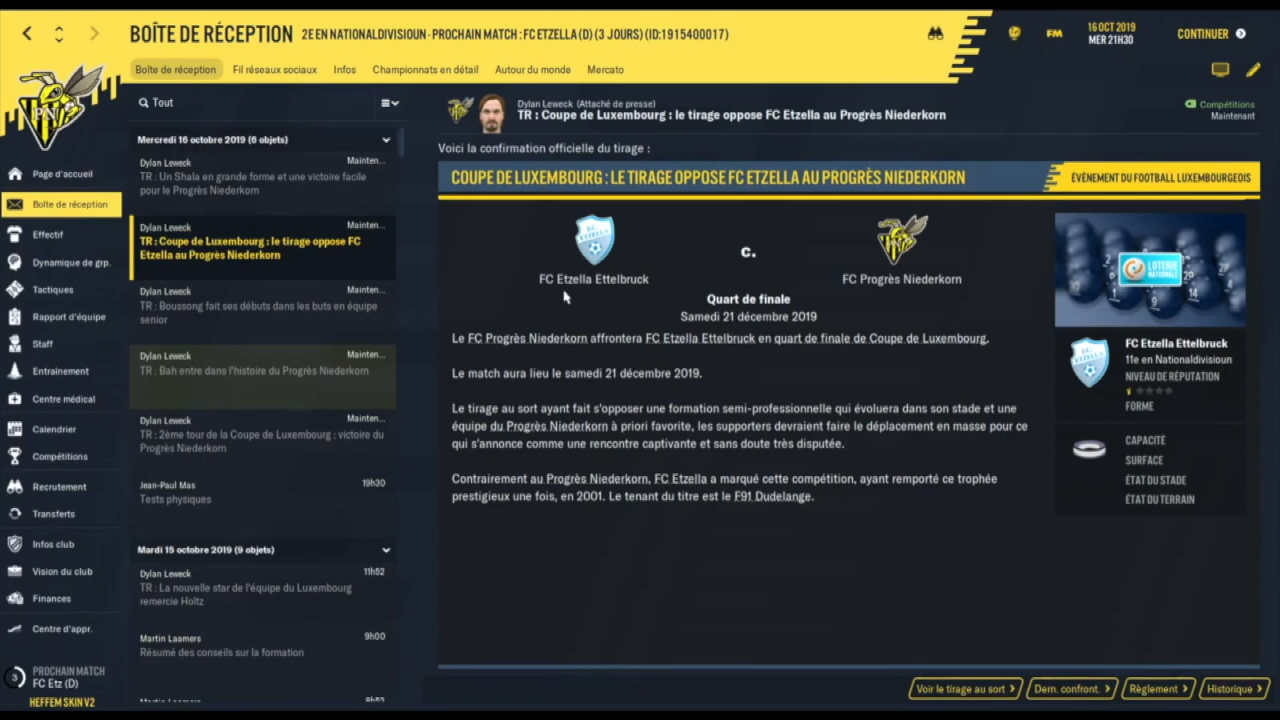 BOÎTE DE RÉCEPTION 2E EN NATIONALDIVISIOUN - PROCHAIN MATCH : FC ETZELLA (D) (3 JOURS) (ID:1915400017)
FM
16 OCT 2019
MER 21H30
CONTINUER
Boîte de réception Fil réseaux sociaux Infos Championnats en détail Autour du monde Mercato
PN
Page d'accueil
Boîte de réception
Effectif
Dynamique de grp.
Tactiques
Rapport d'équipe
Staff
Entraînement
Centre médical
Calendrier
Compétitions
Recrutement
Transferts
Infos club
Vision du club
Finances
Centre d'appr.
3
PROCHAIN MATCH
FC Etz (D)
HEFFEM SKIN V2
Tout
Mercredi 16 octobre 2019 (6 objets)
Dylan Leweck Mainten...
TR : Un Shala en grande forme et une victoire facile
pour le Progrès Niederkorn
Dylan Leweck Mainten...
TR : Coupe de Luxembourg : le tirage oppose FC
Etzella au Progrès Niederkorn
Dylan Leweck Mainten...
TR : Boussong fait ses débuts dans les buts en équipe
senior
Dylan Leweck Mainten...
TR : Bah entre dans l'histoire du Progrès Niederkorn
Dylan Leweck Mainten...
TR : 2ème tour de la Coupe de Luxembourg : victoire du
Progrès Niederkorn
Jean-Paul Mas 19h30
Tests physiques
Mardi 15 octobre 2019 (9 objets)
Dylan Leweck 11h52
TR : La nouvelle star de l'équipe du Luxembourg
remercie Holtz
Martin Laamers 9h00
Résumé des conseils sur la formation
Dylan Leweck (Attaché de presse)
TR : Coupe de Luxembourg : le tirage oppose FC Etzella au Progrès Niederkorn
Compétitions
Maintenant
Voici la confirmation officielle du tirage :
COUPE DE LUXEMBOURG : LE TIRAGE OPPOSE FC ETZELLA AU PROGRÈS NIEDERKORN
ÉVÉNEMENT DU FOOTBALL LUXEMBOURGEOIS
c.
FC Etzella Ettelbruck FC Progrès Niederkorn
Quart de finale
Samedi 21 décembre 2019
Le FC Progrès Niederkorn affrontera FC Etzella Ettelbruck en quart de finale de Coupe de Luxembourg.
Le match aura lieu le samedi 21 décembre 2019.
Le tirage au sort ayant fait s'opposer une formation semi-professionnelle qui évoluera dans son stade et une
équipe du Progrès Niederkorn à priori favorite, les supporters devraient faire le déplacement en masse pour ce
qui s'annonce comme une rencontre captivante et sans doute très disputée.
Contrairement au Progrès Niederkorn, FC Etzella a marqué cette compétition, ayant remporté ce trophée
prestigieux une fois, en 2001. Le tenant du titre est le F91 Dudelange.
LOTERIE
NATIONALE
FC Etzella Ettelbruck
11e en Nationaldivisioun
NIVEAU DE RÉPUTATION
FORME
CAPACITÉ
SURFACE
ÉTAT DU STADE
ÉTAT DU TERRAIN
Voir le tirage au sort Dern. confront. Règlement Historique